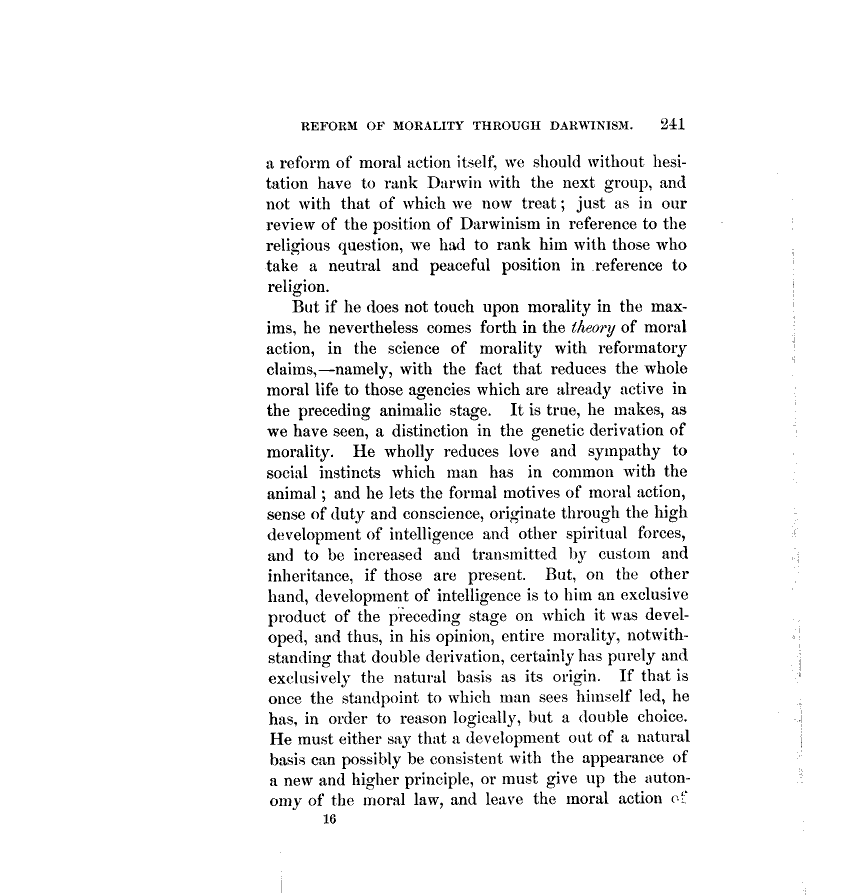 REFORM OF MORALITY THROUGH DARWINISM. 241
a reform of moral action itself, we should without hesi-
tation have to rank Darwin with the next group, and
not with that of which we now treat; just as in our
review of the position of Darwinism in reference to the
religious question, we had to rank him with those who
take a neutral and peaceful position in reference to
religion.
But if he does not touch upon morality in the max-
ims, he nevertheless comes forth in the theory of moral
action, in the science of morality with reformatory
claims,—namely, with the fact that reduces the whole
moral life to those agencies which are already active in
the preceding animalic stage. It is true, he makes, as
we have seen, a distinction in the genetic derivation of
morality. He wholly reduces love and sympathy to
social instincts which man has in common with the
animal; and he lets the formal motives of moral action,
sense of duty and conscience, originate through the high
development of intelligence and other spiritual forces,
and to be increased and transmitted by custom and
inheritance, if those are present. But, on the other
hand, development of intelligence is to him an exclusive
product of the preceding stage on which it was devel-
oped, and thus, in his opinion, entire morality, notwith-
standing that double derivation, certainly has purely and
exclusively the natural basis as its origin. If that is
once the standpoint to which man sees himself led, he
has, in order to reason logically, but a double choice.
He must either say that a development out of a natural
basis can possibly be consistent with the appearance of
a new and higher principle, or must give up the auton-
omy of the moral law, and leave the moral action of
16